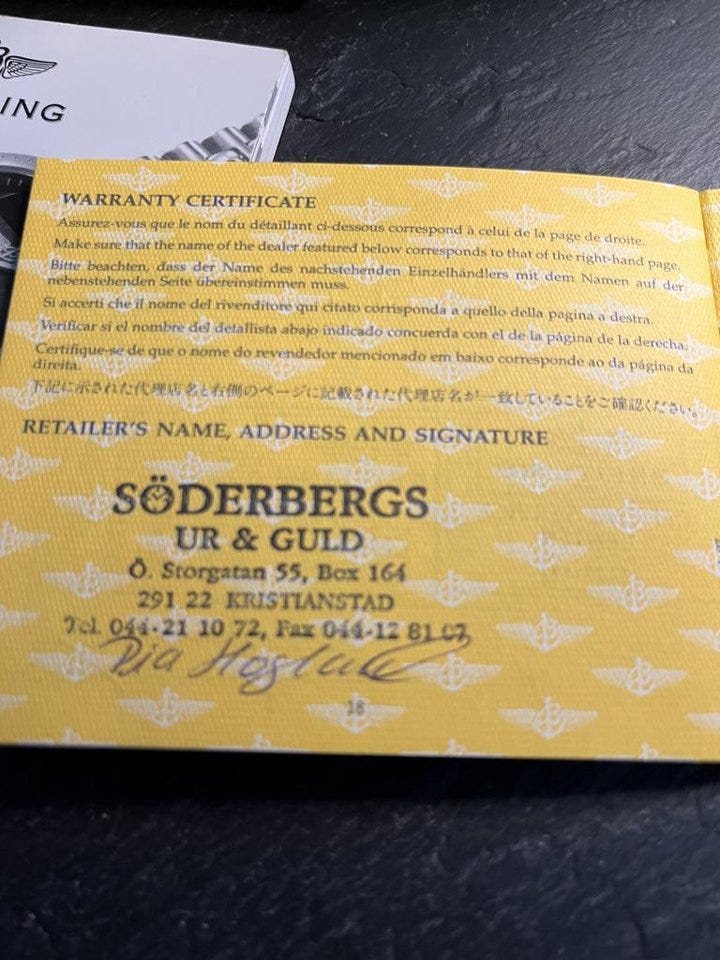 ING
WARRANTY CERTIFICATE
Assurez-vous que le nom du détaillant ci-dessous correspond à celui de la page de droite.
Make sure that the name of the dealer featured below corresponds to that of the right-hand page.
Bitte beachten, dass der Name des nachstehenden Einzelhändlers mit dem Namen auf der
nebenstehenden Seite übereinstimmen muss.
Si accerti che il nome del rivenditore qui citato corrisponda a quello della pagina a destra.
Verificar si el nombre del detallista abajo indicado concuerda con el de la página de la derecha.
Certifique-se de que o nome do revendedor mencionado em baixo corresponde ao da página da
direita.
下記に示された代理店名と右側のページに記載された代理店名が一致していることをご確認ください。
RETAILER'S NAME, ADDRESS AND SIGNATURE
SÖDERBERGS
UR & GULD
Ö. Storgatan 55, Box 164
291 22 KRISTIANSTAD
Tel. 044-21 10 72, Fax 044-12 81 03
18